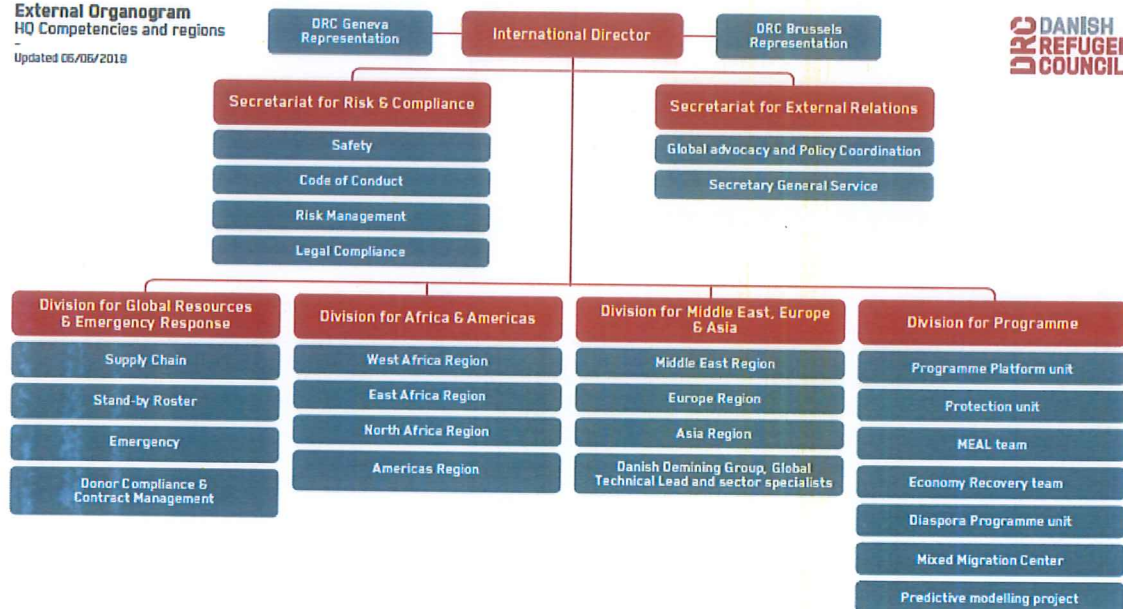 External Organogram
HQ Competencies and regions
-
Updated 06/06/2019
DRC Geneva
Representation
International Director
DRC Brussels
Representation
DRC DANISH
REFUGEE
COUNCIL
Secretariat for Risk & Compliance
Safety
Code of Conduct
Risk Management
Legal Compliance
Secretariat for External Relations
Global advocacy and Policy Coordination
Secretary General Service
Division for Global Resources
& Emergency Response
Supply Chain
Stand-by Roster
Emergency
Donor Compliance &
Contract Management
Division for Africa & Americas
West Africa Region
East Africa Region
North Africa Region
Americas Region
Division for Middle East, Europe
& Asia
Middle East Region
Europe Region
Asia Region
Danish Demining Group, Global
Technical Lead and sector specialists
Division for Programme
Programme Platform unit
Protection unit
MEAL team
Economy Recovery team
Diaspora Programme unit
Mixed Migration Center
Predictive modelling project